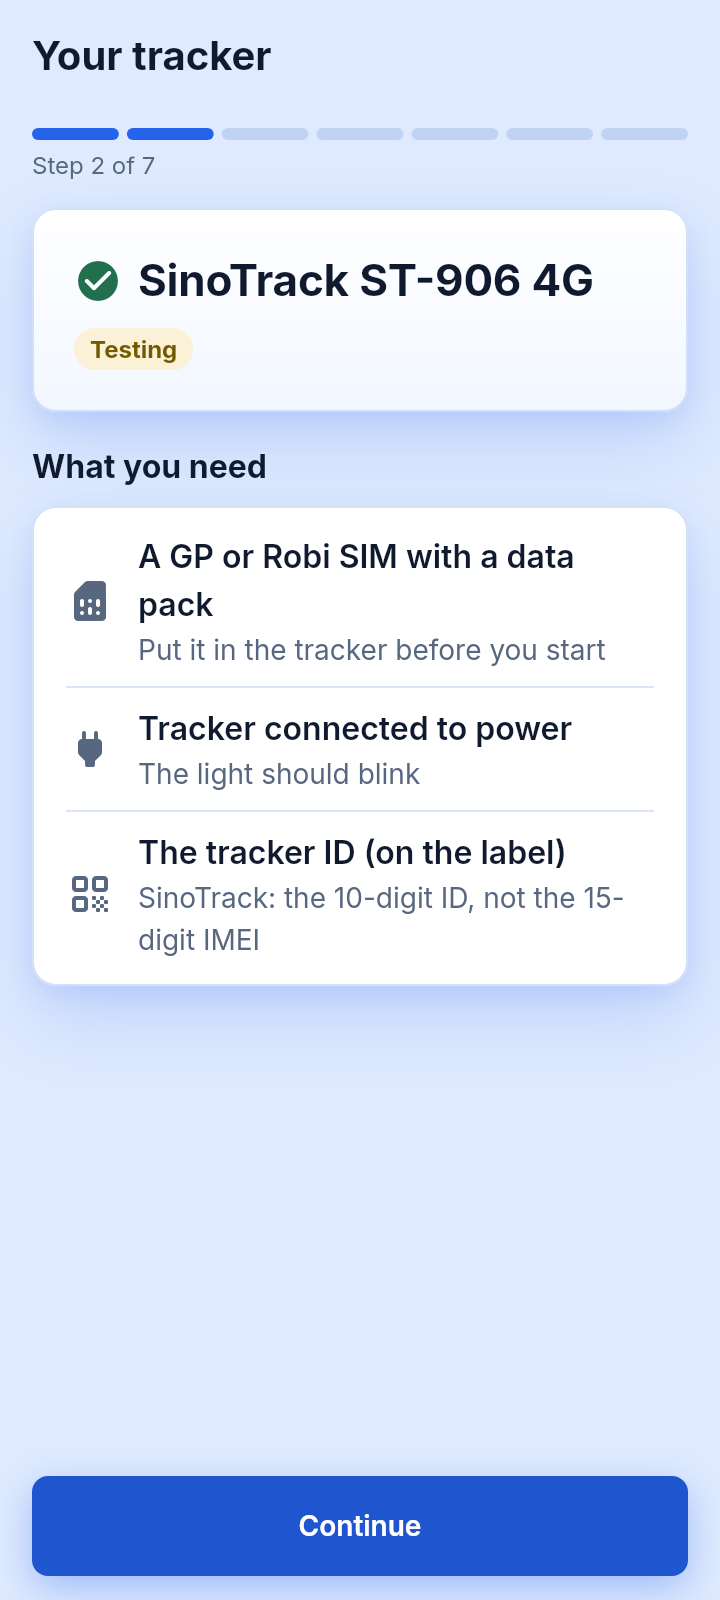 Your tracker
Step 2 of 7
SinoTrack ST-906 4G
Testing
What you need
A GP or Robi SIM with a data
pack
Put it in the tracker before you start
Tracker connected to power
The light should blink
The tracker ID (on the label)
SinoTrack: the 10-digit ID, not the 15-
digit IMEI
Continue